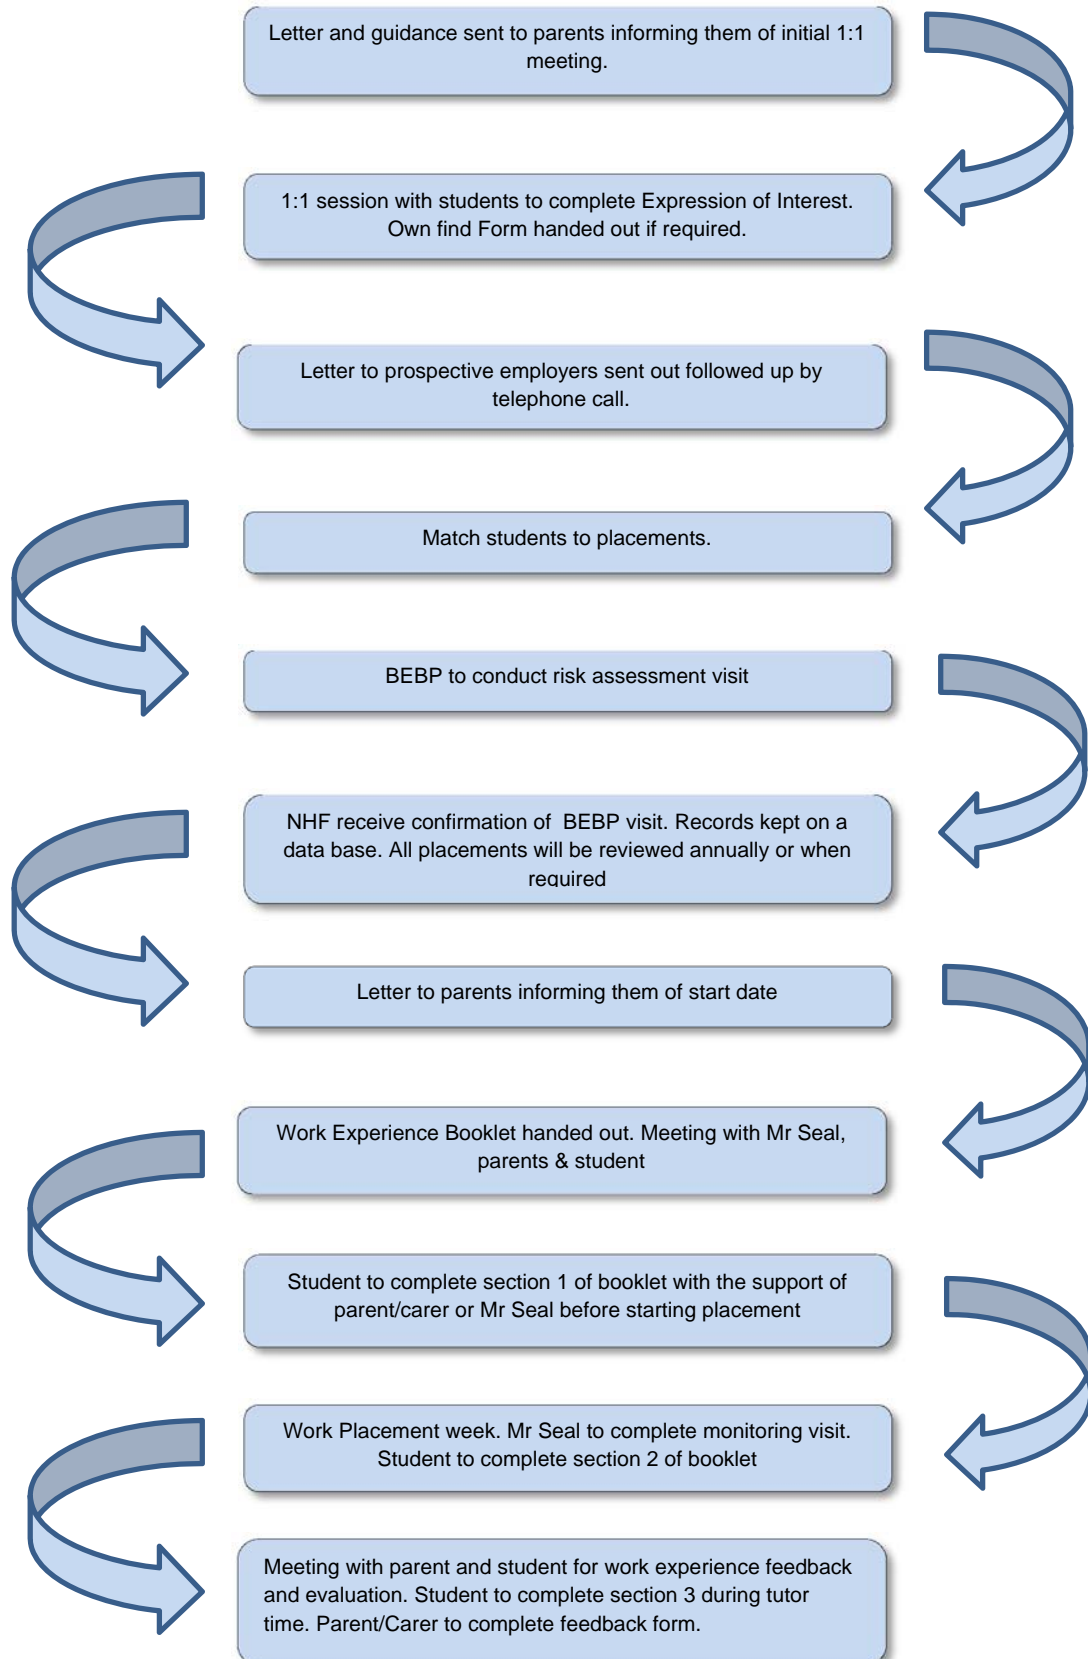 Letter and guidance sent to parents informing them of initial 1:1
meeting.
1:1 session with students to complete Expression of Interest.
Own find Form handed out if required.
Letter to prospective employers sent out followed up by
telephone call.
Match students to placements.
BEBP to conduct risk assessment visit
NHF receive confirmation of  BEBP visit. Records kept on a
data base. All placements will be reviewed annually or when
required
Letter to parents informing them of start date
Work Experience Booklet handed out. Meeting with Mr Seal,
parents & student
Student to complete section 1 of booklet with the support of
parent/carer or Mr Seal before starting placement
Work Placement week. Mr Seal to complete monitoring visit.
Student to complete section 2 of booklet
Meeting with parent and student for work experience feedback
and evaluation. Student to complete section 3 during tutor
time. Parent/Carer to complete feedback form.